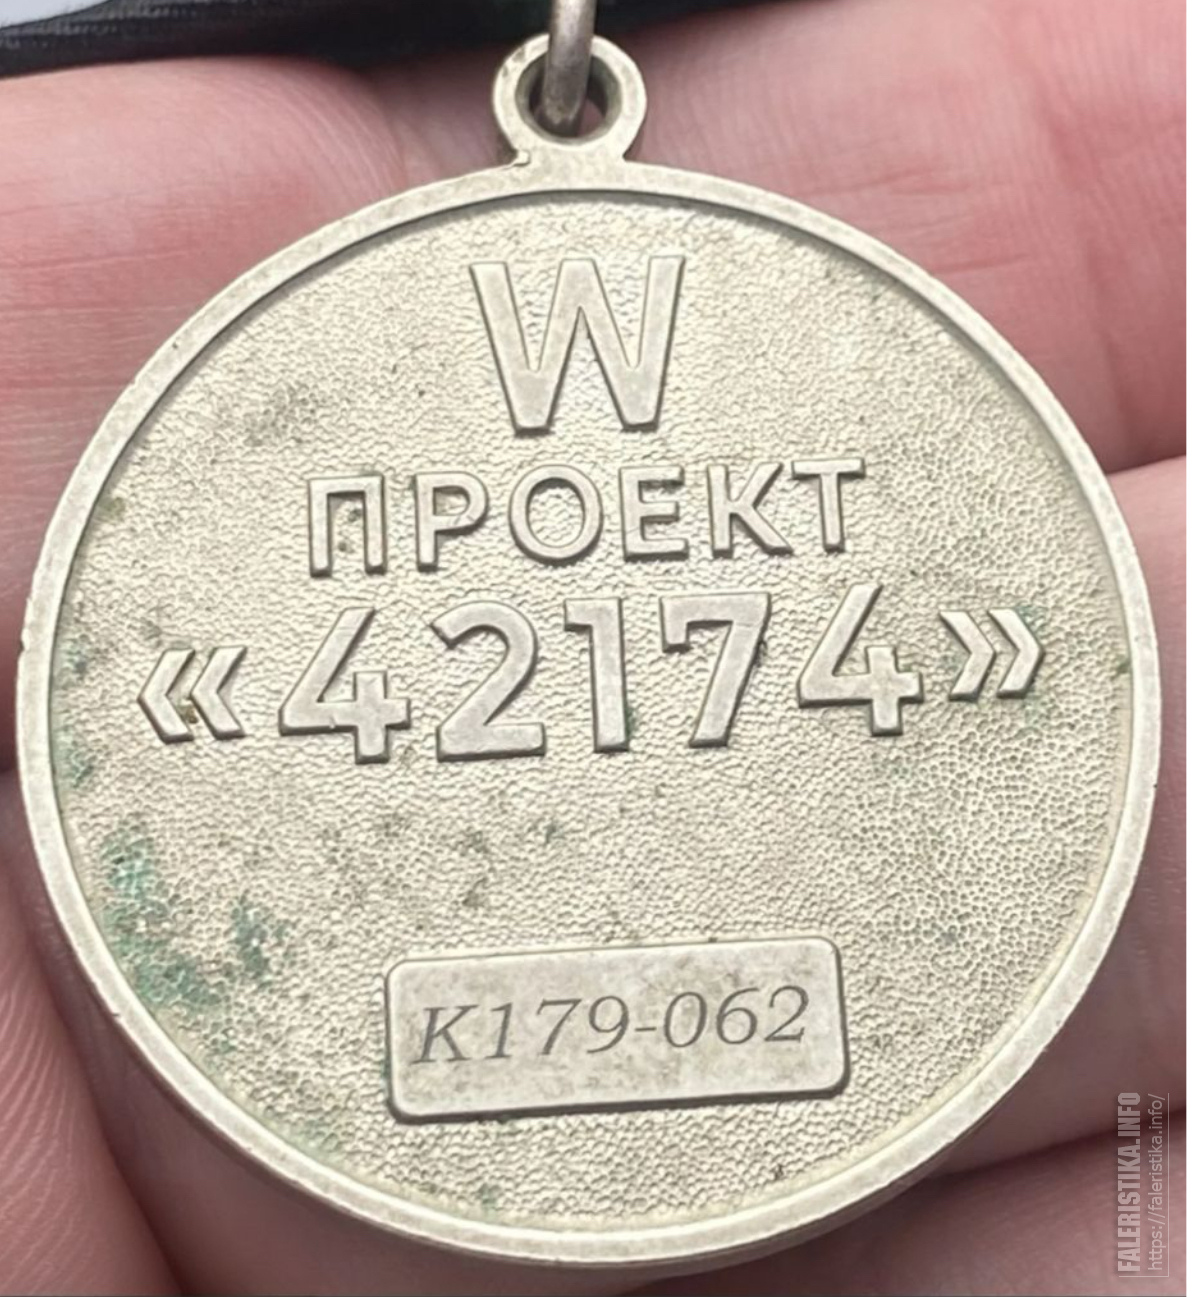 W
ПРОЕКТ
«42174»
K179-062
FALERISTIKA.INFO
https://faleristika.info/